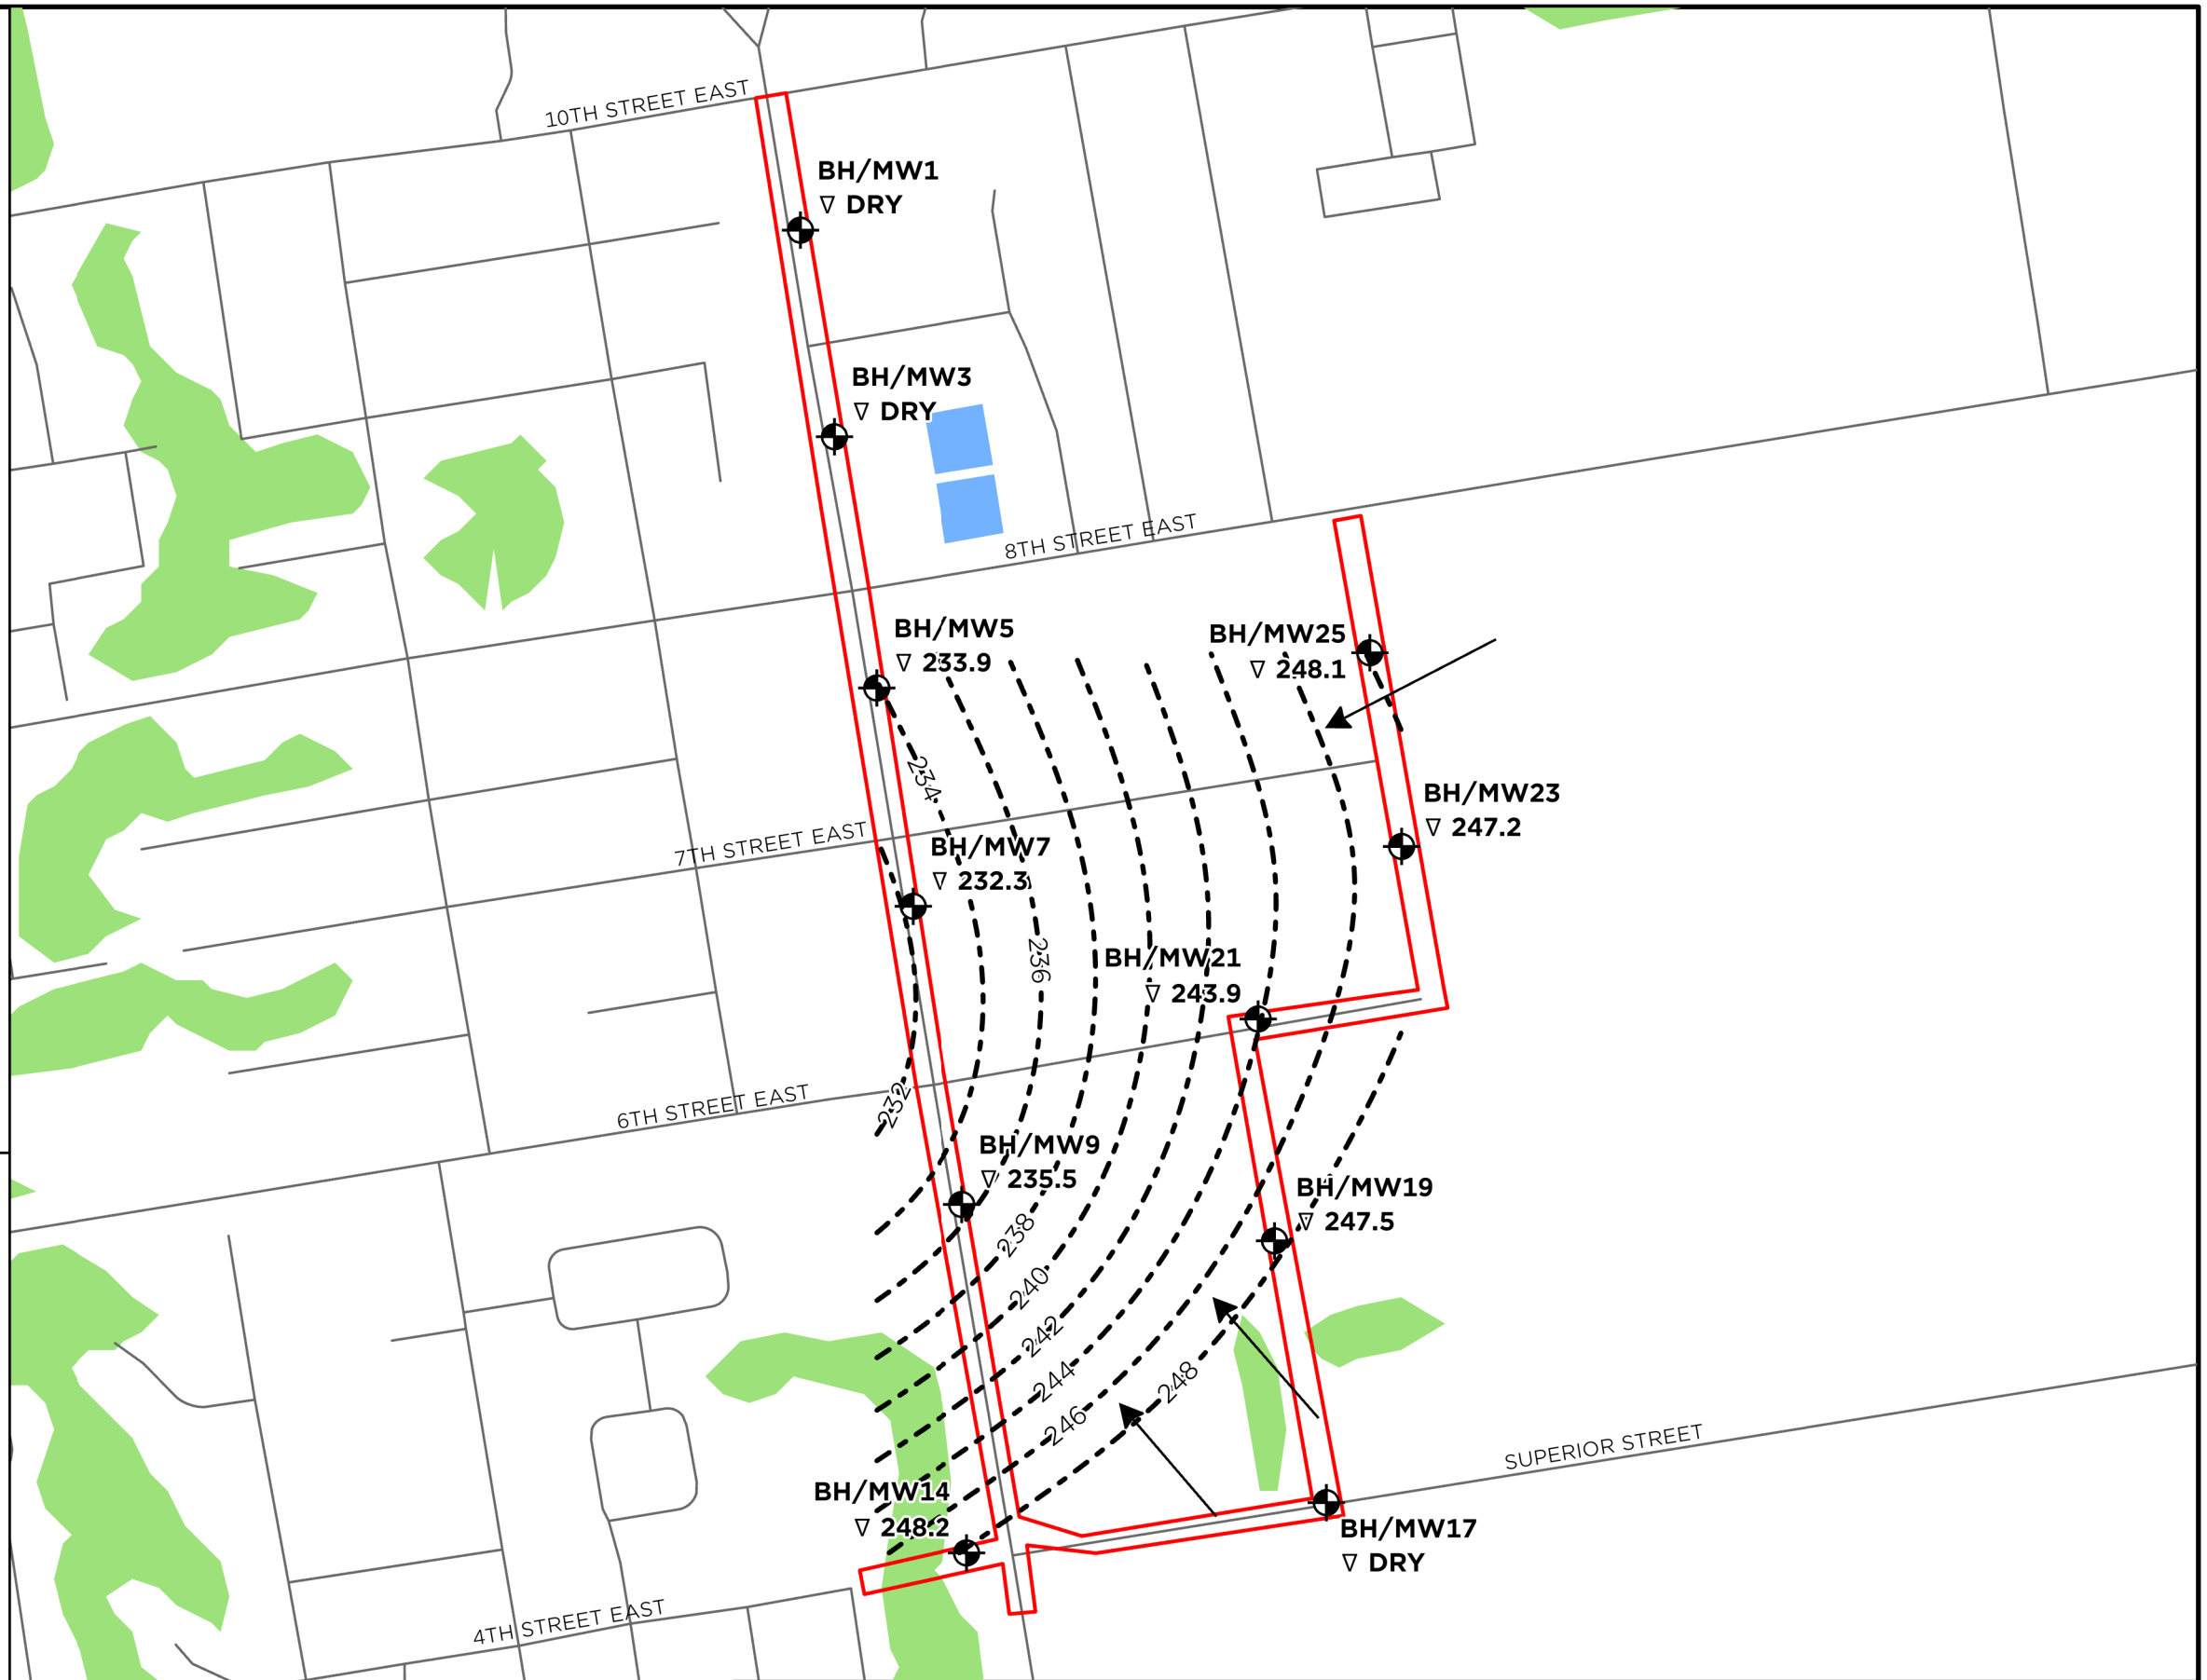 10TH STREET EAST
BH/MW1
▽ DRY
BH/MW3
▽ DRY
8TH STREET EAST
BH/MW5
▽ 233.9
BH/MW25
▽ 248.1
234
BH/MW23
▽ 247.2
7TH STREET EAST
BH/MW7
▽ 232.3
236
BH/MW21
▽ 243.9
232
6TH STREET EAST
BH/MW9
▽ 235.5
BH/MW19
▽ 247.5
238
240
242
244
246
248
SUPERIOR STREET
BH/MW14
▽ 248.2
BH/MW17
▽ DRY
4TH STREET EAST